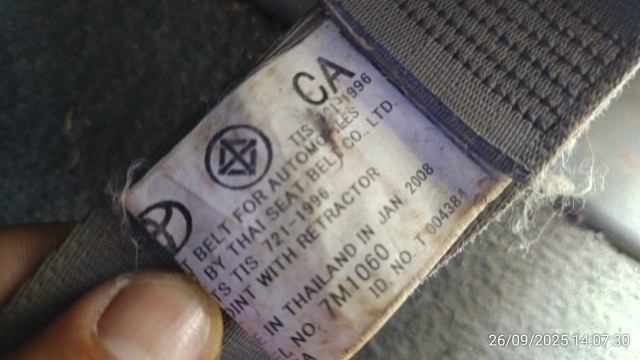 CA
TIS 721-1996
T BELT FOR AUTOMOBILES
BY THAI SEAT BELT CO., LTD.
TS TIS 721-1996
OINT WITH RETRACTOR
IN THAILAND IN JAN. 2008
EL NO. 7M1060
ID. NO. T 004381
A
26/09/2025 14:07:30